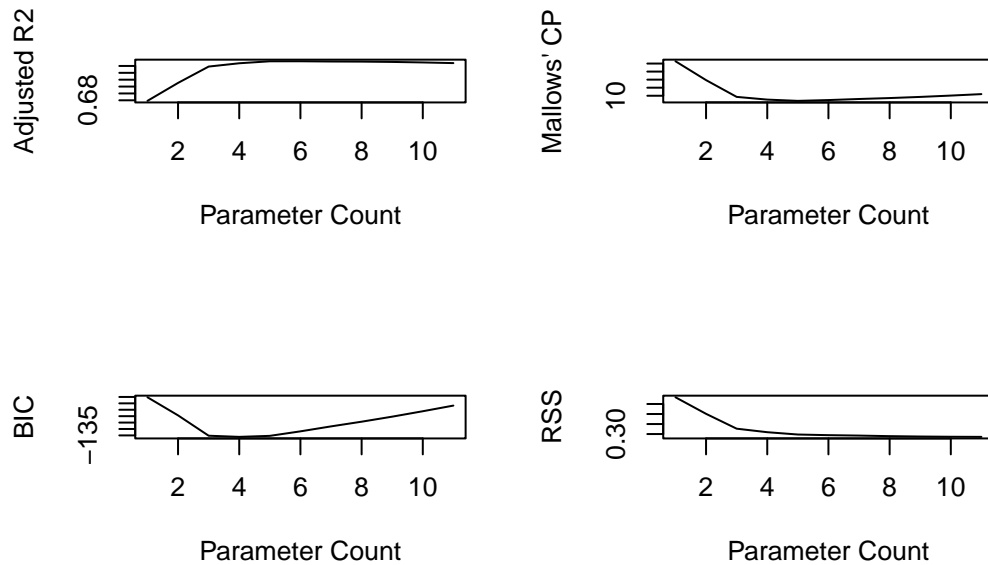 Adjusted R2
0.68
2 4 6 8 10
Parameter Count
Mallows' CP
10
2 4 6 8 10
Parameter Count
BIC
−135
2 4 6 8 10
Parameter Count
RSS
0.30
2 4 6 8 10
Parameter Count